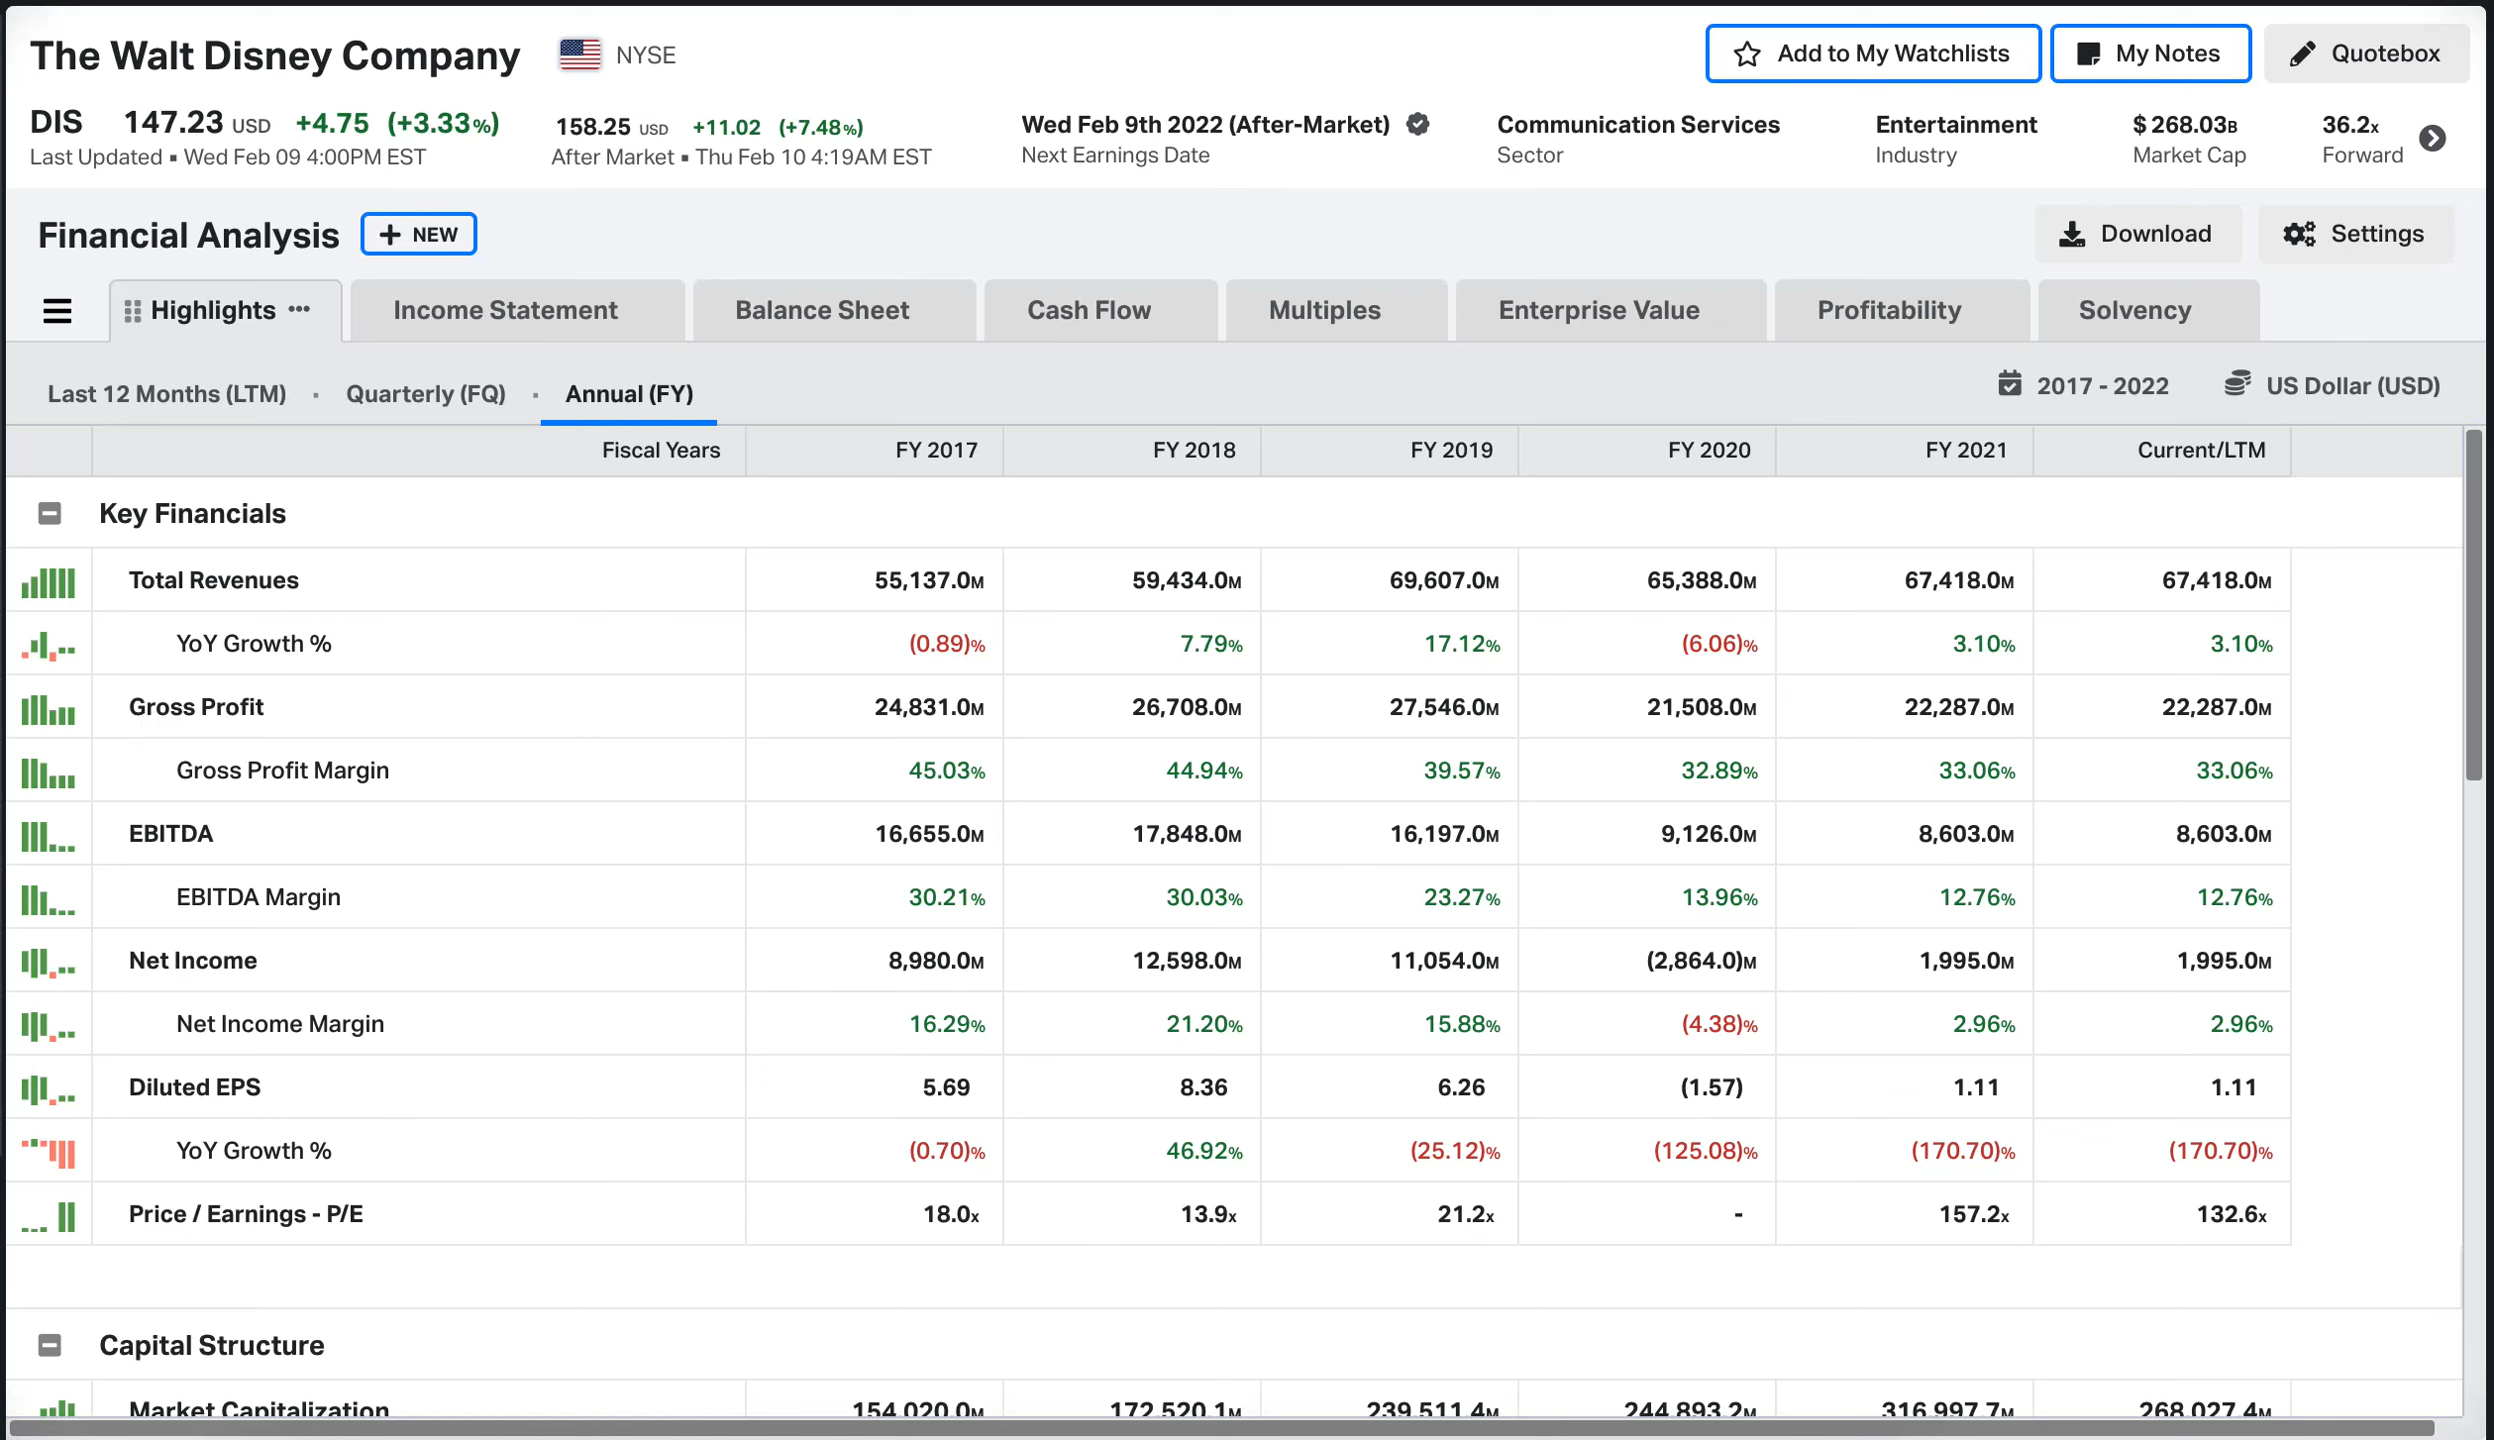 The Walt Disney Company NYSE Add to My Watchlists My Notes Quotebox
DIS 147.23 USD +4.75 (+3.33%) 158.25 USD +11.02 (+7.48%) Wed Feb 9th 2022 (After-Market) Communication Services Entertainment $268.03B 36.2x
Last Updated ▪ Wed Feb 09 4:00PM EST After Market ▪ Thu Feb 10 4:19AM EST Next Earnings Date Sector Industry Market Cap Forward
Financial Analysis + NEW Download Settings
Highlights ••• Income Statement Balance Sheet Cash Flow Multiples Enterprise Value Profitability Solvency
Last 12 Months (LTM) · Quarterly (FQ) · Annual (FY) 2017 - 2022 US Dollar (USD)
Fiscal Years FY 2017 FY 2018 FY 2019 FY 2020 FY 2021 Current/LTM
Key Financials
Total Revenues 55,137.0M 59,434.0M 69,607.0M 65,388.0M 67,418.0M 67,418.0M
YoY Growth % (0.89)% 7.79% 17.12% (6.06)% 3.10% 3.10%
Gross Profit 24,831.0M 26,708.0M 27,546.0M 21,508.0M 22,287.0M 22,287.0M
Gross Profit Margin 45.03% 44.94% 39.57% 32.89% 33.06% 33.06%
EBITDA 16,655.0M 17,848.0M 16,197.0M 9,126.0M 8,603.0M 8,603.0M
EBITDA Margin 30.21% 30.03% 23.27% 13.96% 12.76% 12.76%
Net Income 8,980.0M 12,598.0M 11,054.0M (2,864.0)M 1,995.0M 1,995.0M
Net Income Margin 16.29% 21.20% 15.88% (4.38)% 2.96% 2.96%
Diluted EPS 5.69 8.36 6.26 (1.57) 1.11 1.11
YoY Growth % (0.70)% 46.92% (25.12)% (125.08)% (170.70)% (170.70)%
Price / Earnings - P/E 18.0x 13.9x 21.2x - 157.2x 132.6x
Capital Structure
Market Capitalization 154,020.0M 172,520.1M 239,511.4M 244,893.2M 316,997.7M 268,027.4M